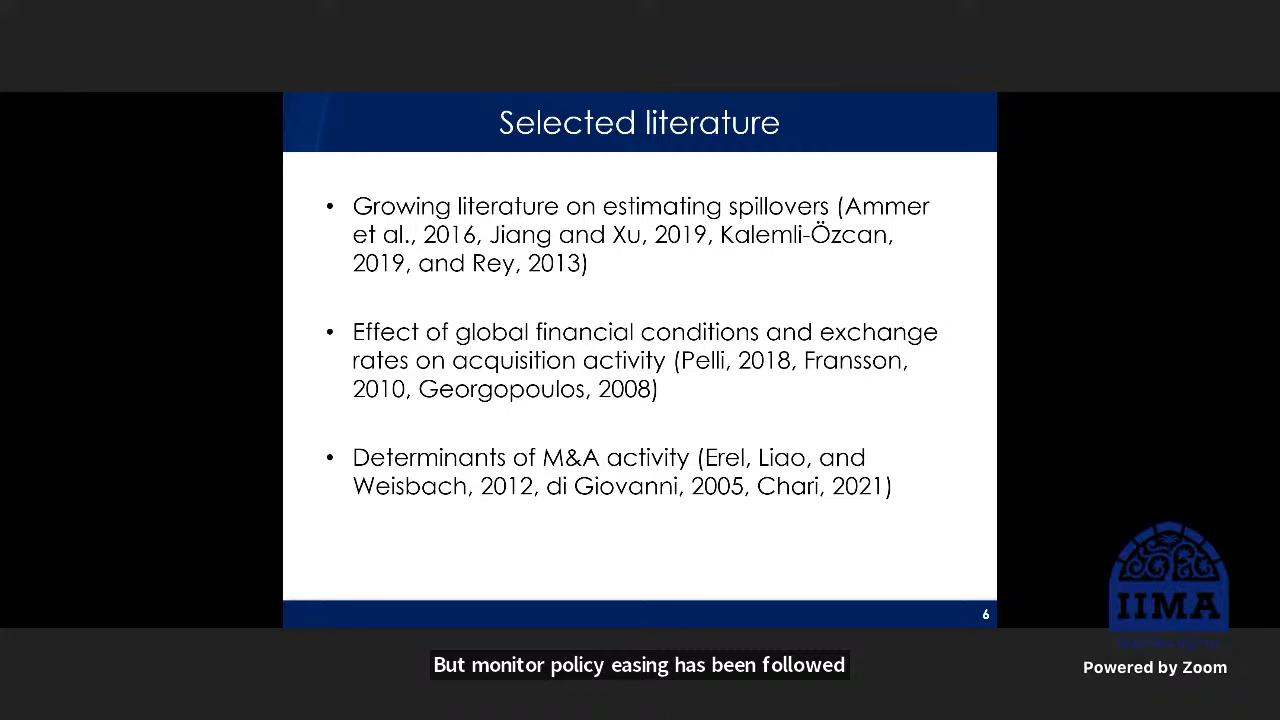 Selected literature
• Growing literature on estimating spillovers (Ammer
et al., 2016, Jiang and Xu, 2019, Kalemli-Özcan,
2019, and Rey, 2013)
• Effect of global financial conditions and exchange
rates on acquisition activity (Pelli, 2018, Fransson,
2010, Georgopoulos, 2008)
• Determinants of M&A activity (Erel, Liao, and
Weisbach, 2012, di Giovanni, 2005, Chari, 2021)
6
IIMA
But monitor policy easing has been followed
Powered by Zoom